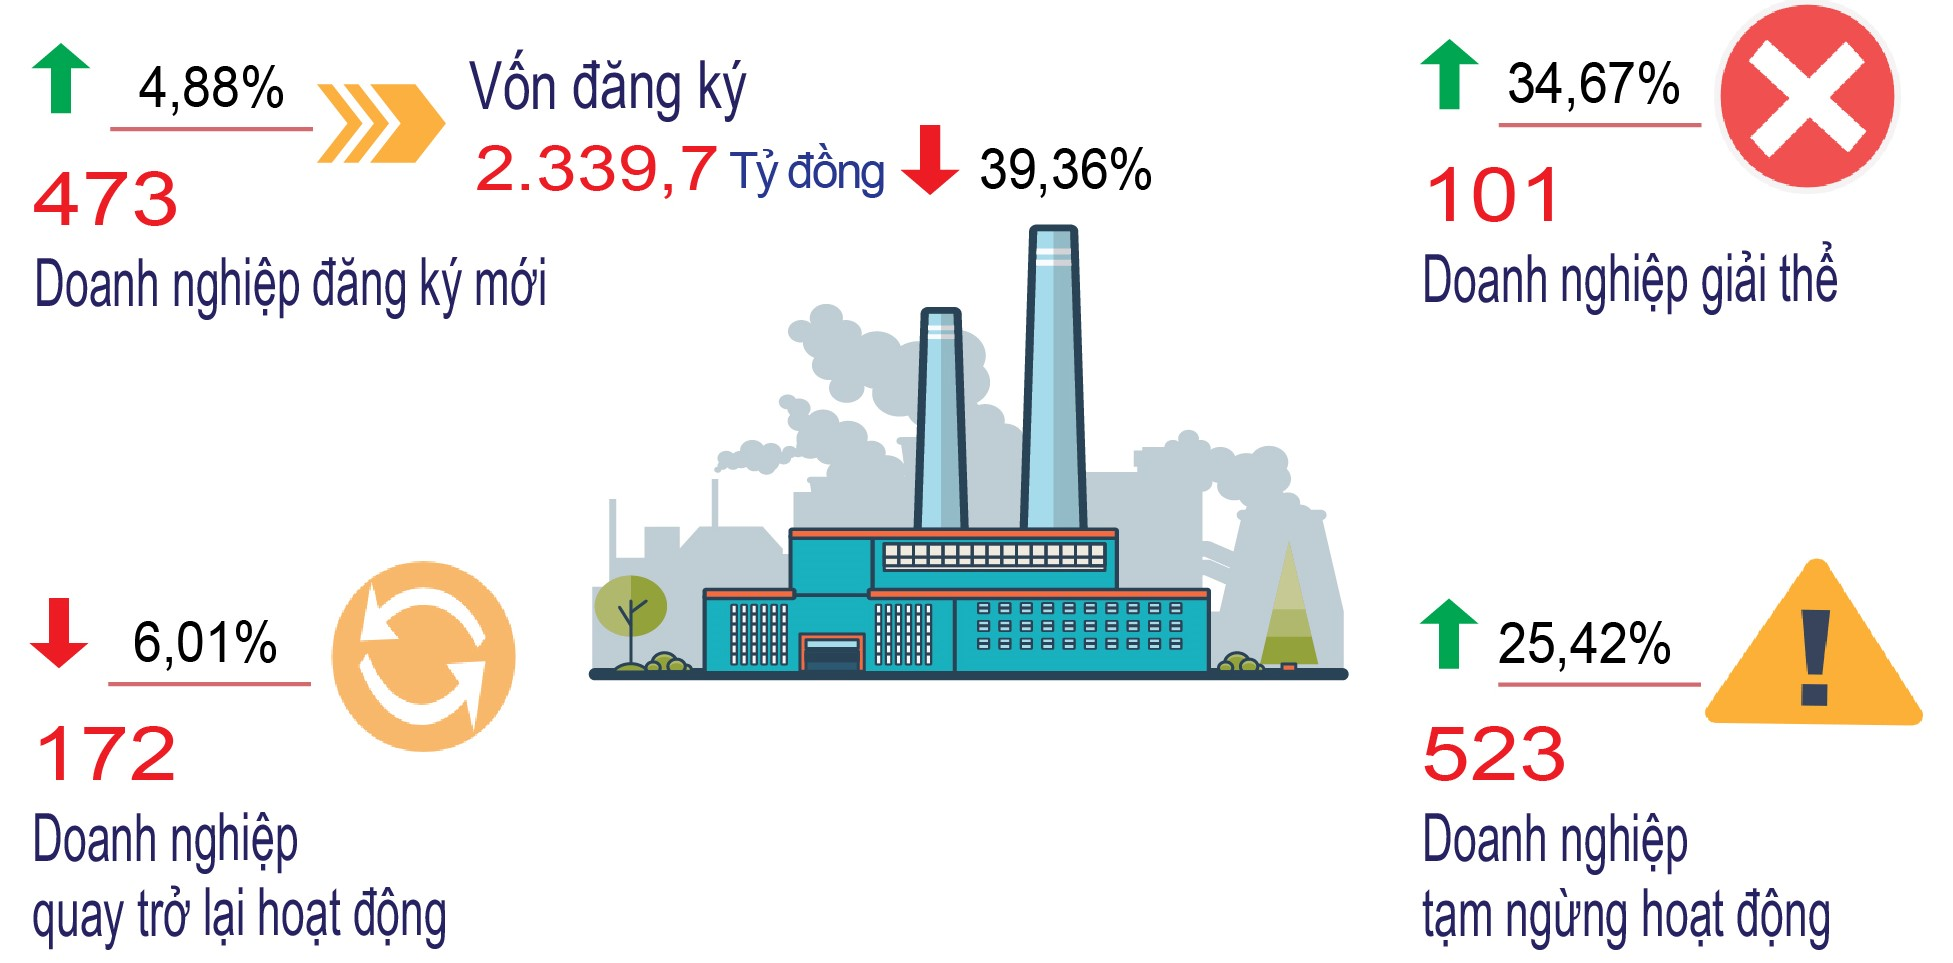 4,88%
473
Doanh nghiệp đăng ký mới
Vốn đăng ký
2.339,7 Tỷ đồng 39,36%
34,67%
101
Doanh nghiệp giải thể
6,01%
172
Doanh nghiệp
quay trở lại hoạt động
25,42%
523
Doanh nghiệp
tạm ngừng hoạt động